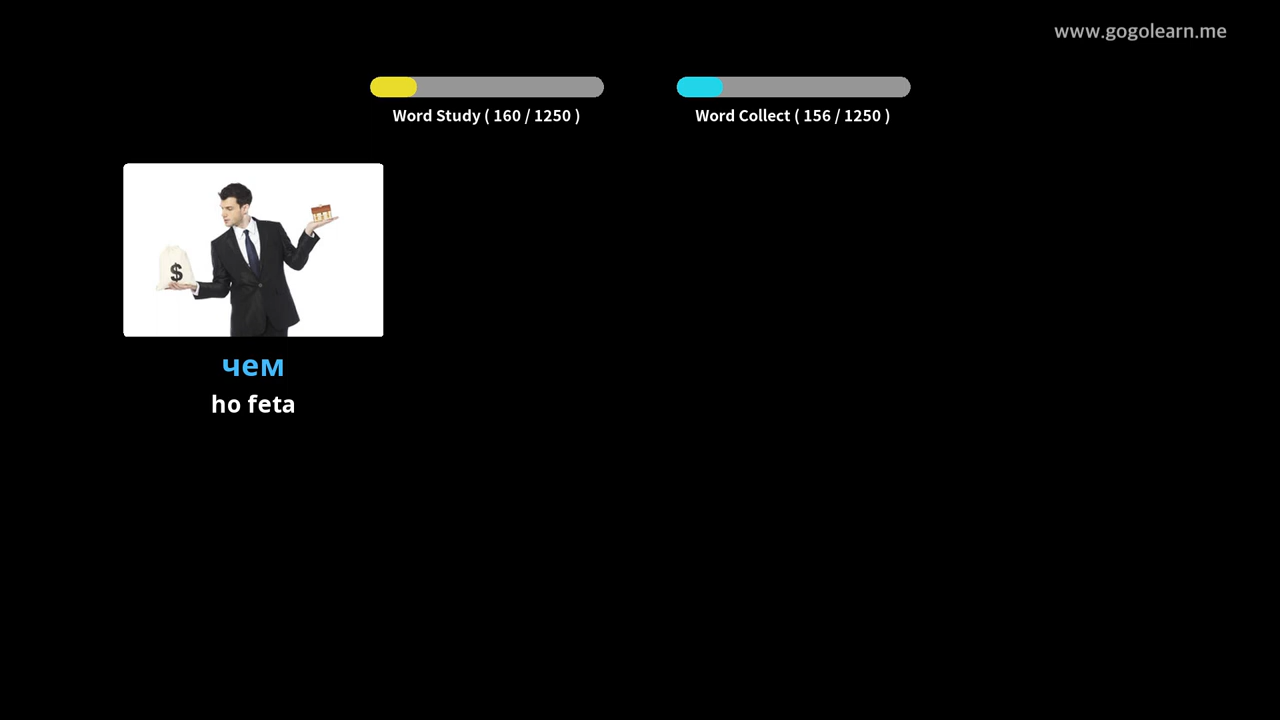 www.gogolearn.me
Word Study ( 160 / 1250 )
Word Collect ( 156 / 1250 )
$
чем
ho feta